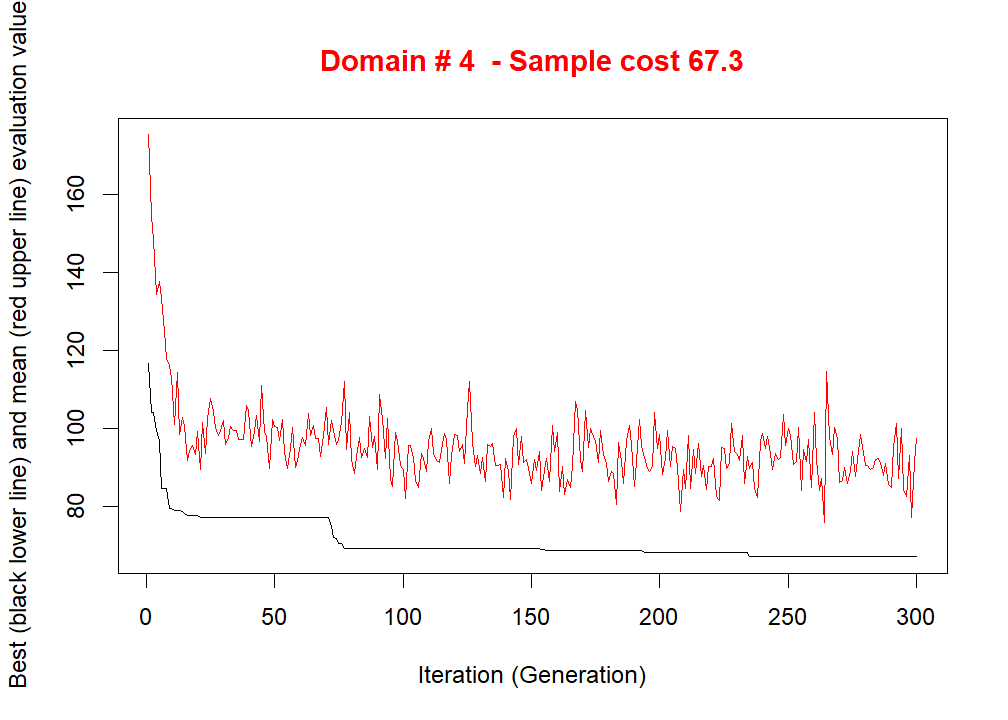 Domain # 4  - Sample cost 67.3
Best (black lower line) and mean (red upper line) evaluation value
160
140
120
100
80
0 50 100 150 200 250 300
Iteration (Generation)